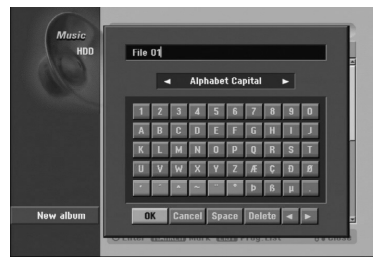 Music
HDD
File 01
◄ Alphabet Capital ►
1 2 3 4 5 6 7 8 9 0
A B C D E F G H I J
K L M N O P Q R S T
U V W X Y Z Æ Ç Ð Ø
Þ ß µ .
New album
OK Cancel Space Delete ◄ ►
Close